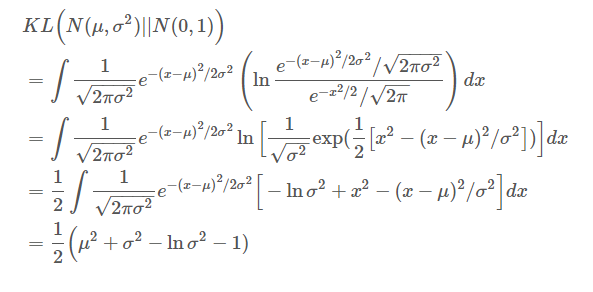 KL(N(μ,σ²)||N(0,1))
= ∫ 1/√(2πσ²) e^{-(x-μ)²/2σ²} (ln (e^{-(x-μ)²/2σ²}/√(2πσ²))/(e^{-x²/2}/√(2π))) dx
= ∫ 1/√(2πσ²) e^{-(x-μ)²/2σ²} ln [1/√(σ²) exp(1/2 [x² - (x - μ)²/σ²])] dx
= 1/2 ∫ 1/√(2πσ²) e^{-(x-μ)²/2σ²} [- ln σ² + x² - (x - μ)²/σ²] dx
= 1/2 (μ² + σ² - ln σ² - 1)